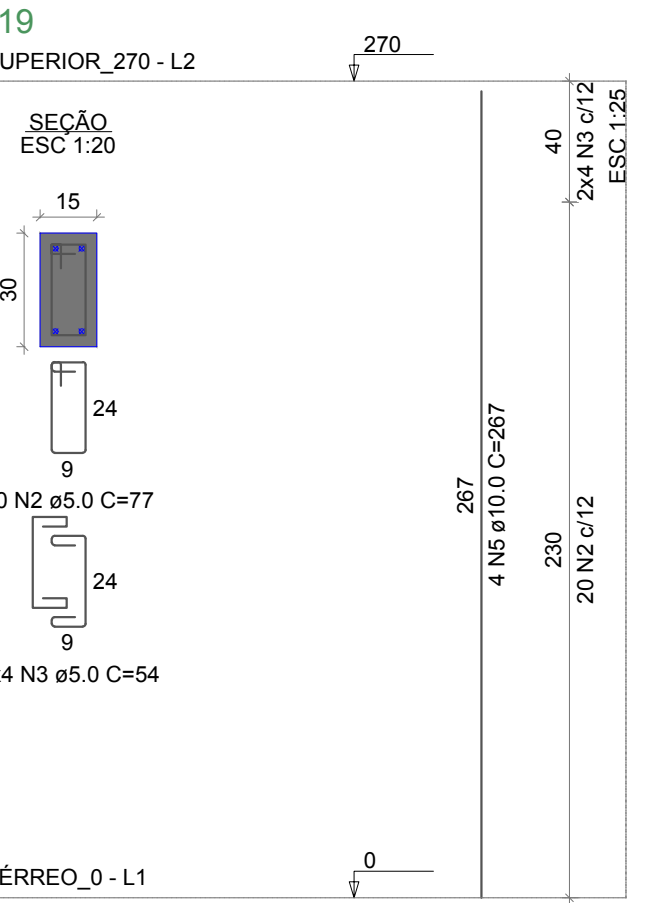 19
UPERIOR_270 - L2
270
SEÇÃO
ESC 1:20
15
30
24
9
0 N2 ø5.0 C=77
24
9
x4 N3 ø5.0 C=54
267
4 N5 ø10.0 C=267
40
2x4 N3 c/12
ESC 1:25
230
20 N2 c/12
ÉRREO_0 - L1
0